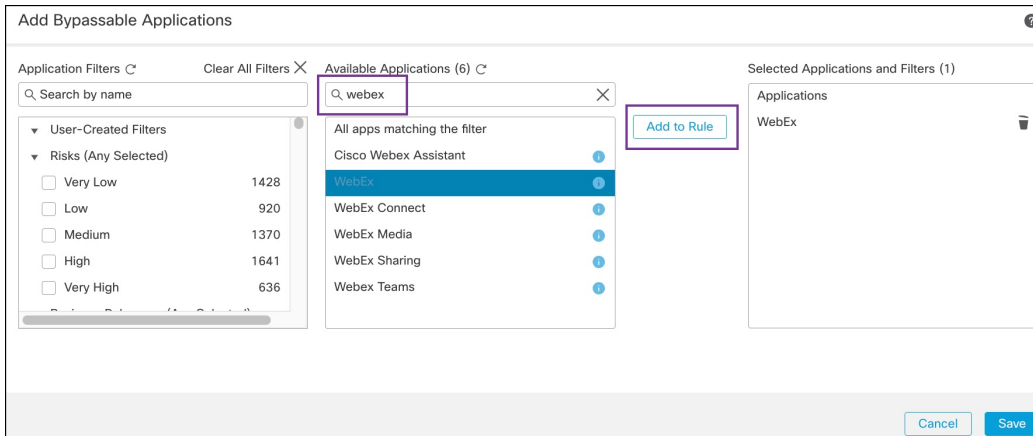 Add Bypassable Applications
Application Filters Clear All Filters
Search by name
User-Created Filters
Risks (Any Selected)
Very Low 1428
Low 920
Medium 1370
High 1641
Very High 636
Available Applications (6)
webex
All apps matching the filter
Cisco Webex Assistant
WebEx
WebEx Connect
WebEx Media
WebEx Sharing
Webex Teams
Add to Rule
Selected Applications and Filters (1)
Applications
WebEx
Cancel Save